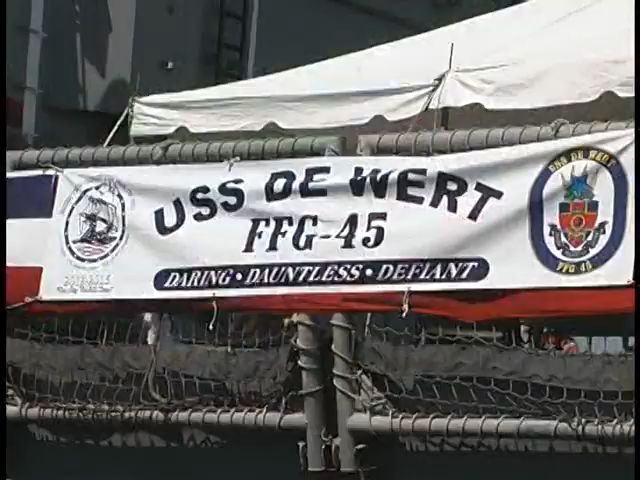 USS DE WERT
FFG-45
DARING • DAUNTLESS • DEFIANT
USS DE WERT
FFG 45